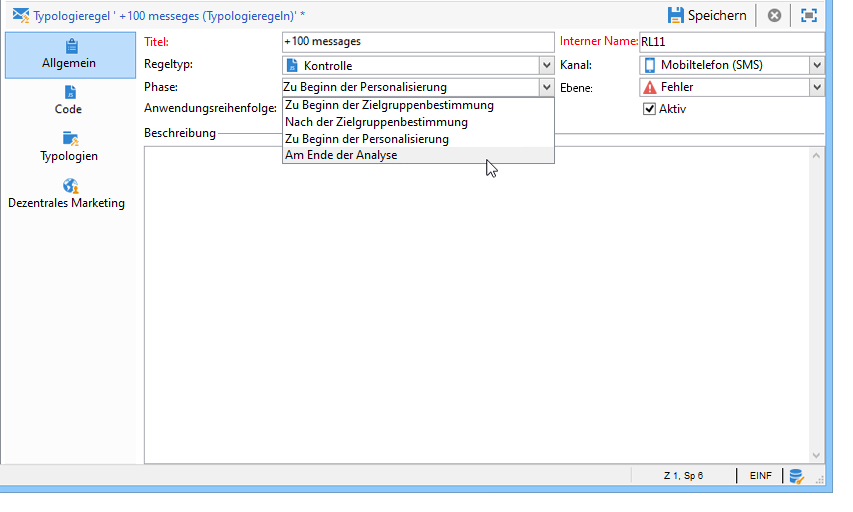 Typologieregel ' +100 messeges (Typologieregeln)' *
Speichern
Allgemein
Code
Typologien
Dezentrales Marketing
Titel: +100 messages Interner Name: RL11
Regeltyp: Kontrolle Kanal: Mobiltelefon (SMS)
Phase: Zu Beginn der Personalisierung Ebene: Fehler
Anwendungsreihenfolge: Aktiv
Zu Beginn der Zielgruppenbestimmung
Nach der Zielgruppenbestimmung
Zu Beginn der Personalisierung
Am Ende der Analyse
Beschreibung
Z 1, Sp 6 EINF